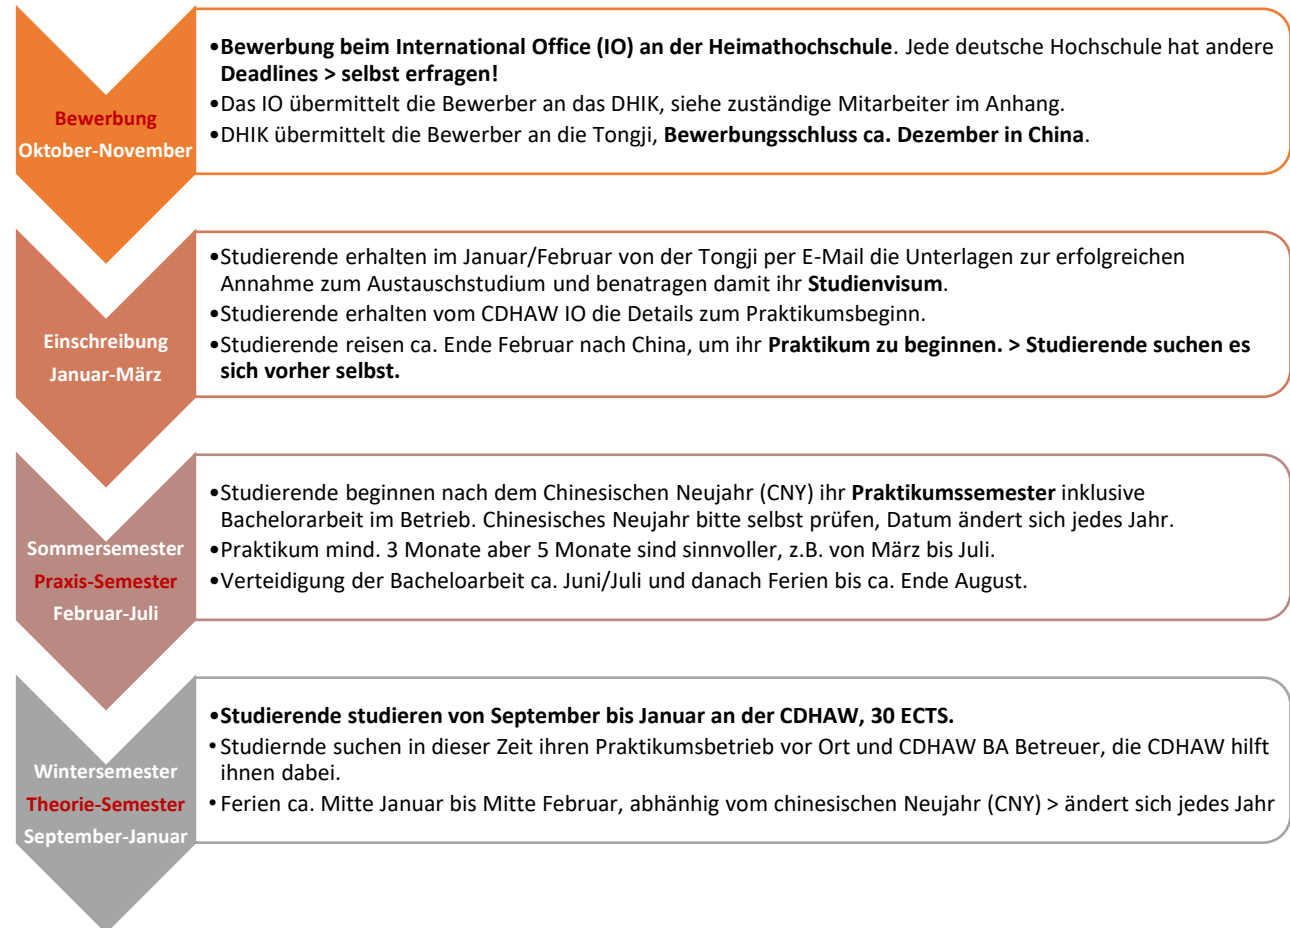 Bewerbung
Oktober-November
•Bewerbung beim International Office (IO) an der Heimathochschule. Jede deutsche Hochschule hat andere
Deadlines > selbst erfragen!
•Das IO übermittelt die Bewerber an das DHIK, siehe zuständige Mitarbeiter im Anhang.
•DHIK übermittelt die Bewerber an die Tongji, Bewerbungsschluss ca. Dezember in China.
Einschreibung
Januar-März
•Studierende erhalten im Januar/Februar von der Tongji per E-Mail die Unterlagen zur erfolgreichen
Annahme zum Austauschstudium und benatragen damit ihr Studienvisum.
•Studierende erhalten vom CDHAW IO die Details zum Praktikumsbeginn.
•Studierende reisen ca. Ende Februar nach China, um ihr Praktikum zu beginnen. > Studierende suchen es
sich vorher selbst.
Sommersemester
Praxis-Semester
Februar-Juli
•Studierende beginnen nach dem Chinesischen Neujahr (CNY) ihr Praktikumssemester inklusive
Bachelorarbeit im Betrieb. Chinesisches Neujahr bitte selbst prüfen, Datum ändert sich jedes Jahr.
•Praktikum mind. 3 Monate aber 5 Monate sind sinnvoller, z.B. von März bis Juli.
•Verteidigung der Bacheloarbeit ca. Juni/Juli und danach Ferien bis ca. Ende August.
Wintersemester
Theorie-Semester
September-Januar
•Studierende studieren von September bis Januar an der CDHAW, 30 ECTS.
•Studiernde suchen in dieser Zeit ihren Praktikumsbetrieb vor Ort und CDHAW BA Betreuer, die CDHAW hilft
ihnen dabei.
•Ferien ca. Mitte Januar bis Mitte Februar, abhänhig vom chinesischen Neujahr (CNY) > ändert sich jedes Jahr